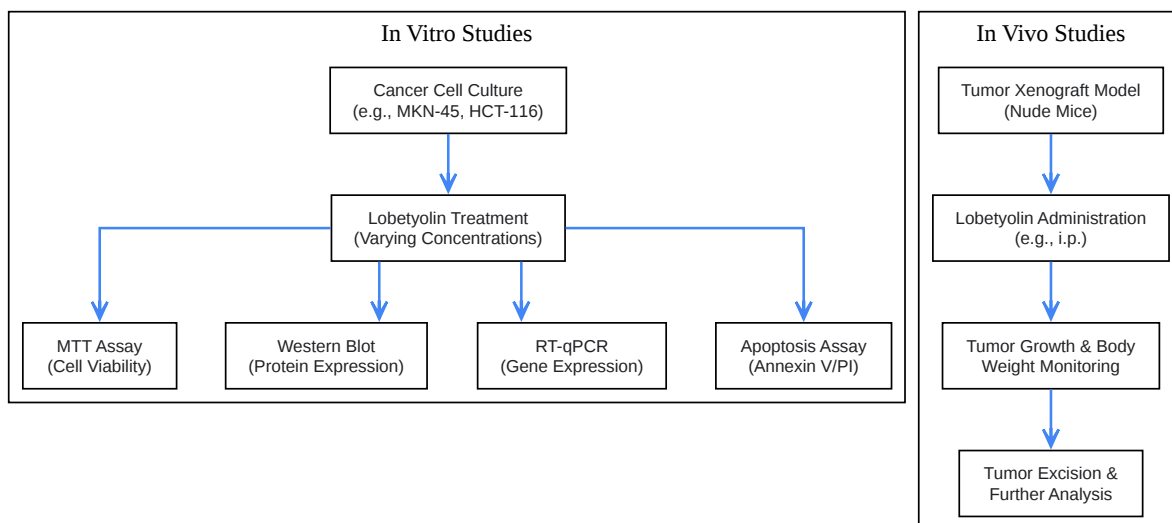 In Vitro Studies
Cancer Cell Culture
(e.g., MKN-45, HCT-116)
Lobetyolin Treatment
(Varying Concentrations)
MTT Assay
(Cell Viability)
Western Blot
(Protein Expression)
RT-qPCR
(Gene Expression)
Apoptosis Assay
(Annexin V/PI)
In Vivo Studies
Tumor Xenograft Model
(Nude Mice)
Lobetyolin Administration
(e.g., i.p.)
Tumor Growth & Body
Weight Monitoring
Tumor Excision &
Further Analysis